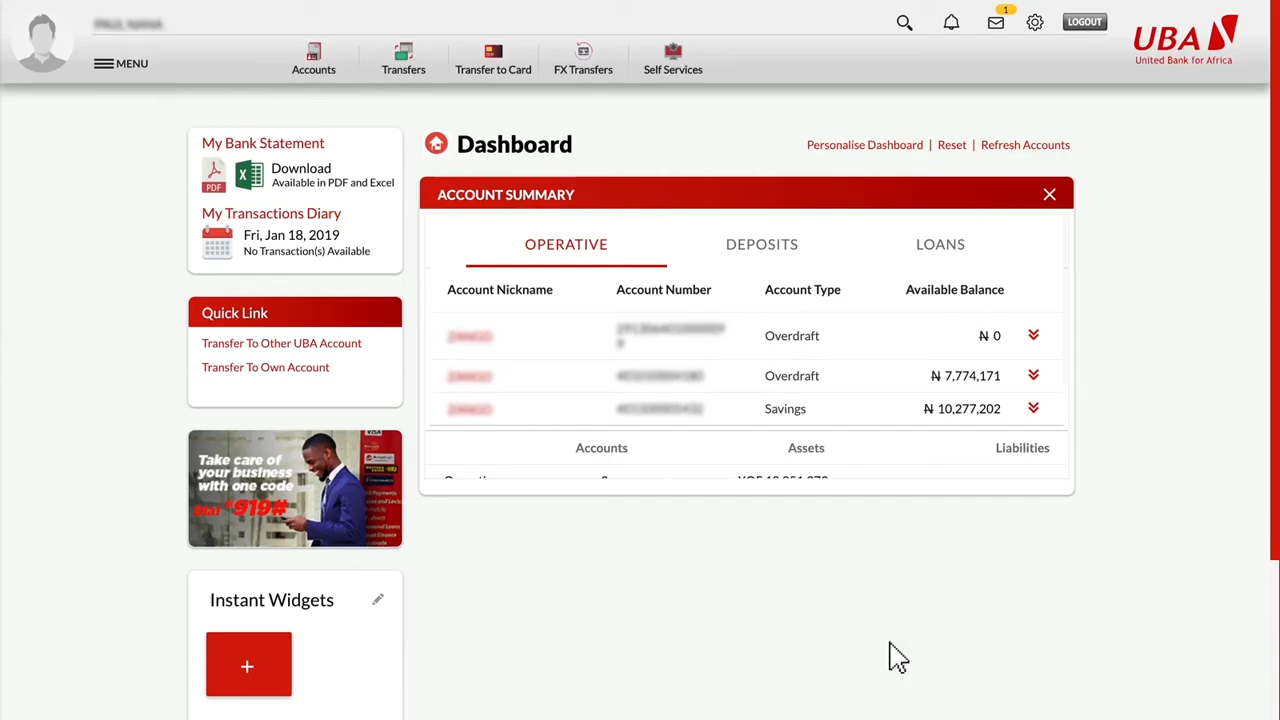 1
LOGOUT
UBA
United Bank for Africa
MENU
Accounts
Transfers
Transfer to Card
FX Transfers
Self Services
My Bank Statement
PDF
Download
Available in PDF and Excel
My Transactions Diary
Fri, Jan 18, 2019
No Transaction(s) Available
Quick Link
Transfer To Other UBA Account
Transfer To Own Account
Take care of
your business
with one code
Dial *919#
VISA
Instant Widgets
+
Dashboard
Personalise Dashboard | Reset | Refresh Accounts
ACCOUNT SUMMARY
OPERATIVE DEPOSITS LOANS
Account Nickname Account Number Account Type Available Balance
Overdraft ₦ 0
Overdraft ₦ 7,774,171
Savings ₦ 10,277,202
Accounts Assets Liabilities